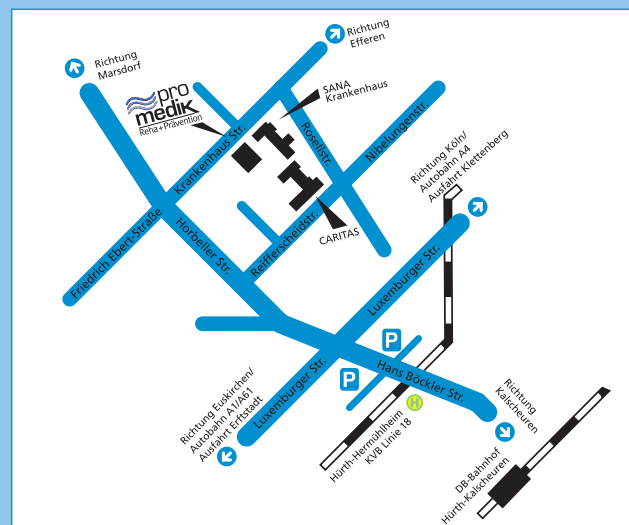 Richtung
Efferen
Richtung
Marsdorf
pro
medik
Reha+Prävention
SANA
Krankenhaus
Krankenhaus Str.
Rosellstr.
Nibelungenstr.
Richtung Köln/
Autobahn A4
Ausfahrt Klettenberg
Friedrich Ebert-Straße
Horbeller Str.
Reifferscheidstr.
CARITAS
Luxemburger Str.
P
P
Hans Böckler Str.
Luxemburger Str.
Richtung Euskirchen/
Autobahn A1/A61
Ausfahrt Erftstadt
H
Hürth-Hermühlheim
KVB Linie 18
Richtung
Kalscheuren
DB-Bahnhof
Hürth-Kalscheuren